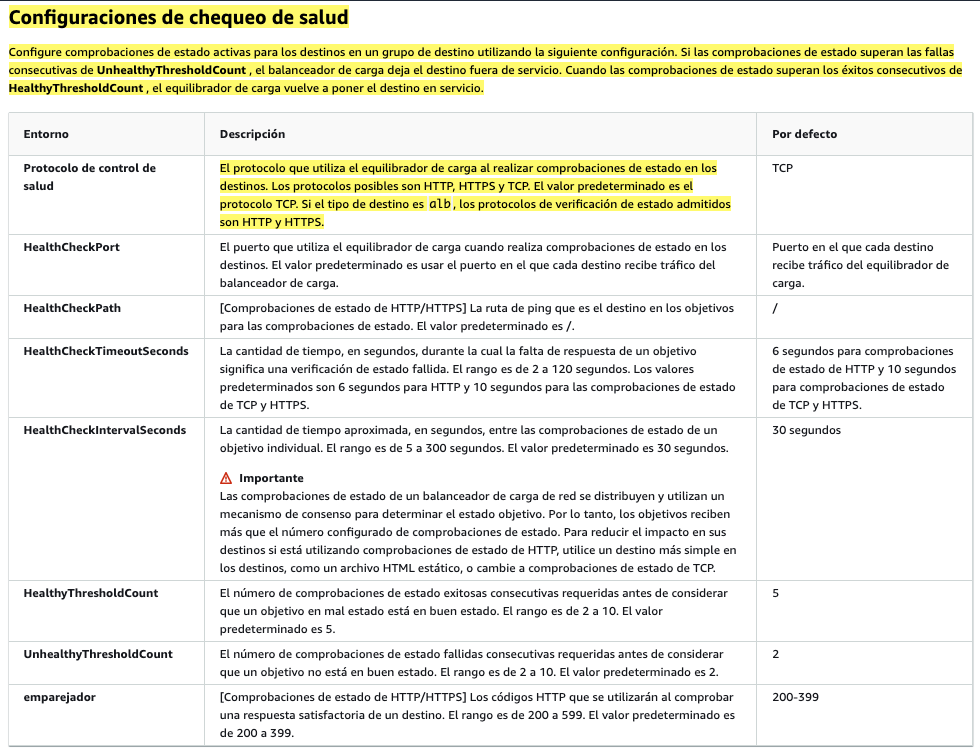 Configuraciones de chequeo de salud
Configure comprobaciones de estado activas para los destinos en un grupo de destino utilizando la siguiente configuración. Si las comprobaciones de estado superan las fallas
consecutivas de UnhealthyThresholdCount , el balanceador de carga deja el destino fuera de servicio. Cuando las comprobaciones de estado superan los éxitos consecutivos de
HealthyThresholdCount , el equilibrador de carga vuelve a poner el destino en servicio.
Entorno
Descripción
Por defecto
Protocolo de control de
salud
El protocolo que utiliza el equilibrador de carga al realizar comprobaciones de estado en los
destinos. Los protocolos posibles son HTTP, HTTPS y TCP. El valor predeterminado es el
protocolo TCP. Si el tipo de destino es alb, los protocolos de verificación de estado admitidos
son HTTP y HTTPS.
TCP
HealthCheckPort
El puerto que utiliza el equilibrador de carga cuando realiza comprobaciones de estado en los
destinos. El valor predeterminado es usar el puerto en el que cada destino recibe tráfico del
balanceador de carga.
Puerto en el que cada destino
recibe tráfico del equilibrador de
carga.
HealthCheckPath
[Comprobaciones de estado de HTTP/HTTPS] La ruta de ping que es el destino en los objetivos
para las comprobaciones de estado. El valor predeterminado es /.
/
HealthCheckTimeoutSeconds
La cantidad de tiempo, en segundos, durante la cual la falta de respuesta de un objetivo
significa una verificación de estado fallida. El rango es de 2 a 120 segundos. Los valores
predeterminados son 6 segundos para HTTP y 10 segundos para las comprobaciones de estado
de TCP y HTTPS.
6 segundos para comprobaciones
de estado de HTTP y 10 segundos
para comprobaciones de estado
de TCP y HTTPS.
HealthCheckIntervalSeconds
La cantidad de tiempo aproximada, en segundos, entre las comprobaciones de estado de un
objetivo individual. El rango es de 5 a 300 segundos. El valor predeterminado es 30 segundos.
Importante
Las comprobaciones de estado de un balanceador de carga de red se distribuyen y utilizan un
mecanismo de consenso para determinar el estado objetivo. Por lo tanto, los objetivos reciben
más que el número configurado de comprobaciones de estado. Para reducir el impacto en sus
destinos si está utilizando comprobaciones de estado de HTTP, utilice un destino más simple en
los destinos, como un archivo HTML estático, o cambie a comprobaciones de estado de TCP.
30 segundos
HealthyThresholdCount
El número de comprobaciones de estado exitosas consecutivas requeridas antes de considerar
que un objetivo en mal estado está en buen estado. El rango es de 2 a 10. El valor
predeterminado es 5.
5
UnhealthyThresholdCount
El número de comprobaciones de estado fallidas consecutivas requeridas antes de considerar
que un objetivo no está en buen estado. El rango es de 2 a 10. El valor predeterminado es 2.
2
emparejador
[Comprobaciones de estado de HTTP/HTTPS] Los códigos HTTP que se utilizarán al comprobar
una respuesta satisfactoria de un destino. El rango es de 200 a 599. El valor predeterminado es
de 200 a 399.
200-399